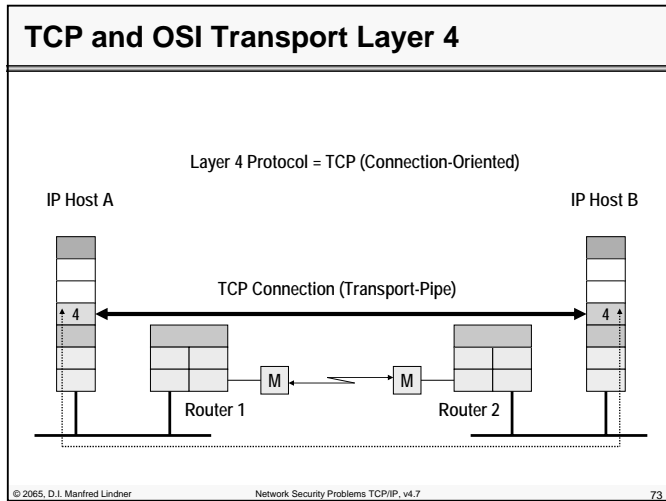 TCP and OSI Transport Layer 4
Layer 4 Protocol = TCP (Connection-Oriented)
IP Host A
IP Host B
TCP Connection (Transport-Pipe)
4
4
M
M
Router 1
Router 2
© 2065, D.I. Manfred Lindner
Network Security Problems TCP/IP, v4.7
73